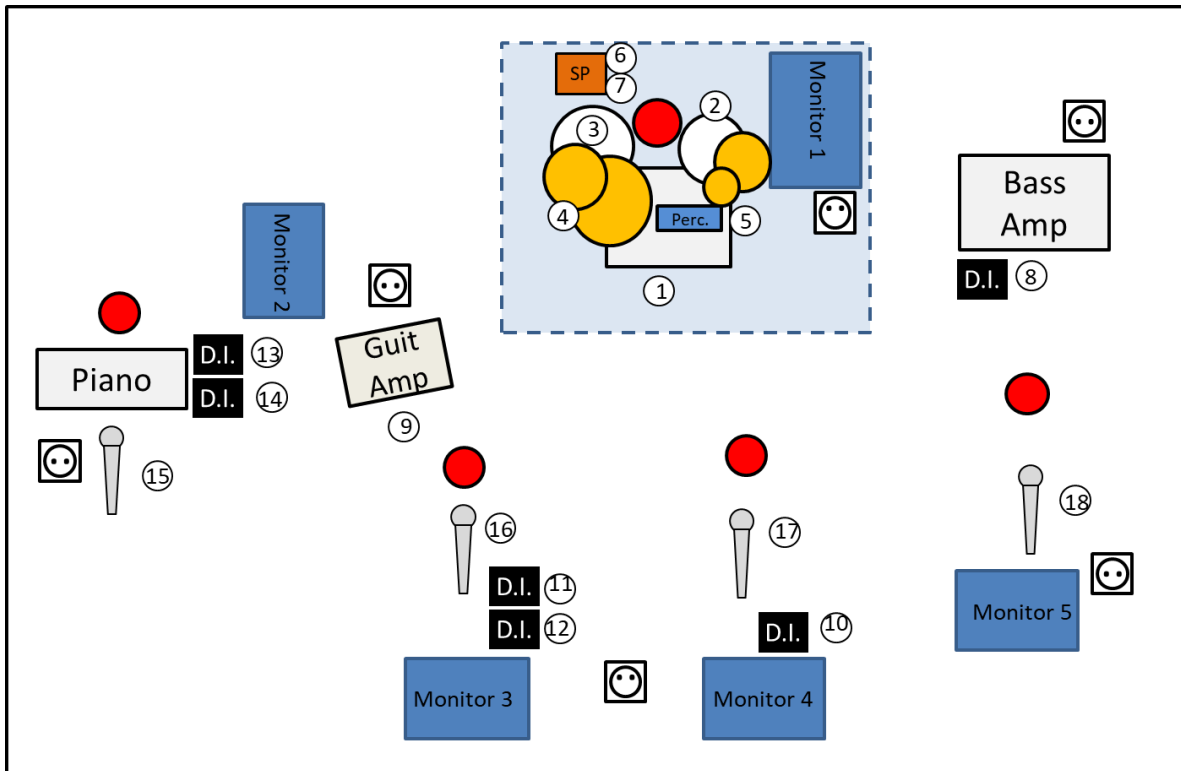 6
SP
7
Monitor 1
2
3
Bass
Amp
4
Perc.
5
1
D.I.
8
Monitor 2
D.I.
13
Guit
Amp
Piano
D.I.
14
9
15
16
17
18
D.I.
11
D.I.
12
D.I.
10
Monitor 5
Monitor 3
Monitor 4